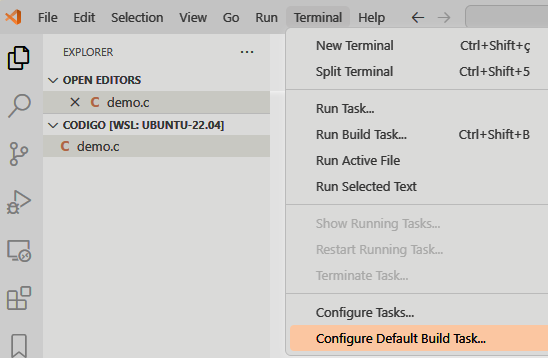 File Edit Selection View Go Run Terminal Help
EXPLORER
OPEN EDITORS
C demo.c
CODIGO [WSL: UBUNTU-22.04]
C demo.c
New Terminal Ctrl+Shift+ç
Split Terminal Ctrl+Shift+5
Run Task...
Run Build Task... Ctrl+Shift+B
Run Active File
Run Selected Text
Show Running Tasks...
Restart Running Task...
Terminate Task...
Configure Tasks...
Configure Default Build Task...